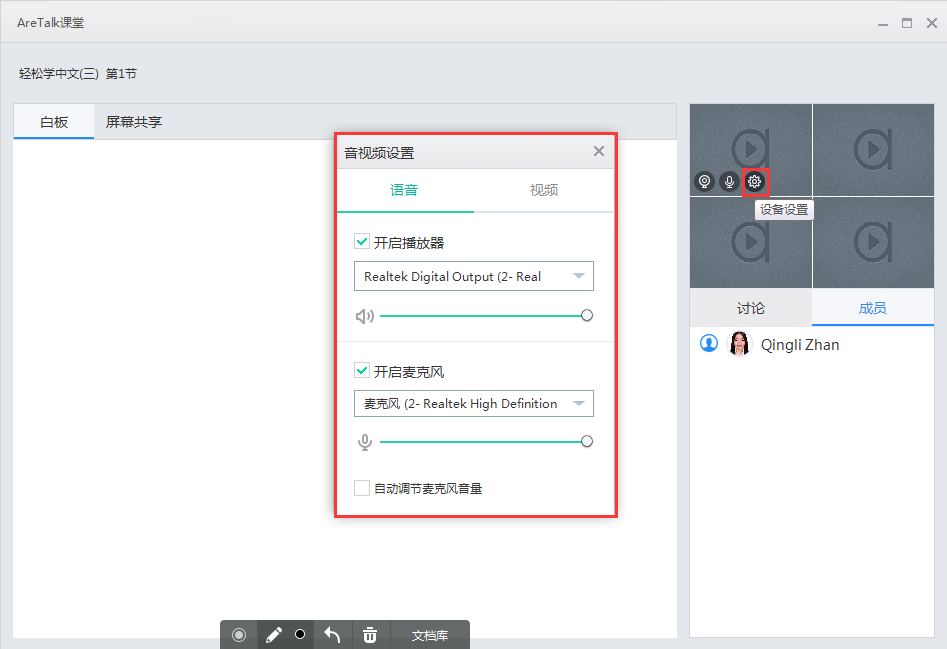 AreTalk课堂
轻松学中文(三) 第1节
白板
屏幕共享
音视频设置
语音
视频
开启播放器
Realtek Digital Output (2- Real
开启麦克风
麦克风 (2- Realtek High Definition
自动调节麦克风音量
设备设置
讨论
成员
Qingli Zhan
文档库